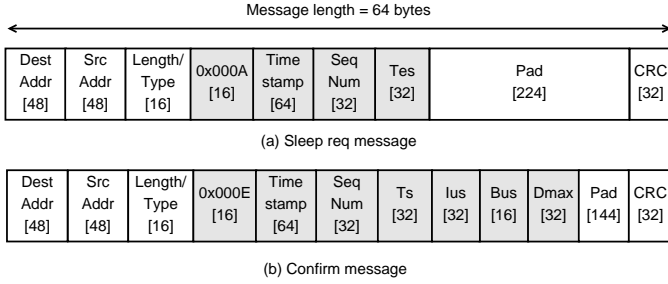 Message length = 64 bytes
Dest Addr [48]
Src Addr [48]
Length/ Type [16]
0x000A [16]
Time stamp [64]
Seq Num [32]
Tes [32]
Pad [224]
CRC [32]
(a) Sleep req message
Dest Addr [48]
Src Addr [48]
Length/ Type [16]
0x000E [16]
Time stamp [64]
Seq Num [32]
Ts [32]
Ius [32]
Bus [16]
Dmax [32]
Pad [144]
CRC [32]
(b) Confirm message